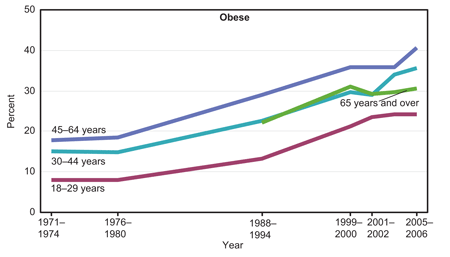 Obese
50
40
30
20
10
0
Percent
45–64 years
30–44 years
18–29 years
65 years and over
1971–
1974
1976–
1980
1988–
1994
1999–
2000
2001–
2002
2005–
2006
Year